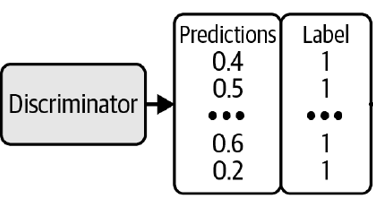 Discriminator
Predictions Label
0.4 1
0.5 1
••• •••
0.6 1
0.2 1